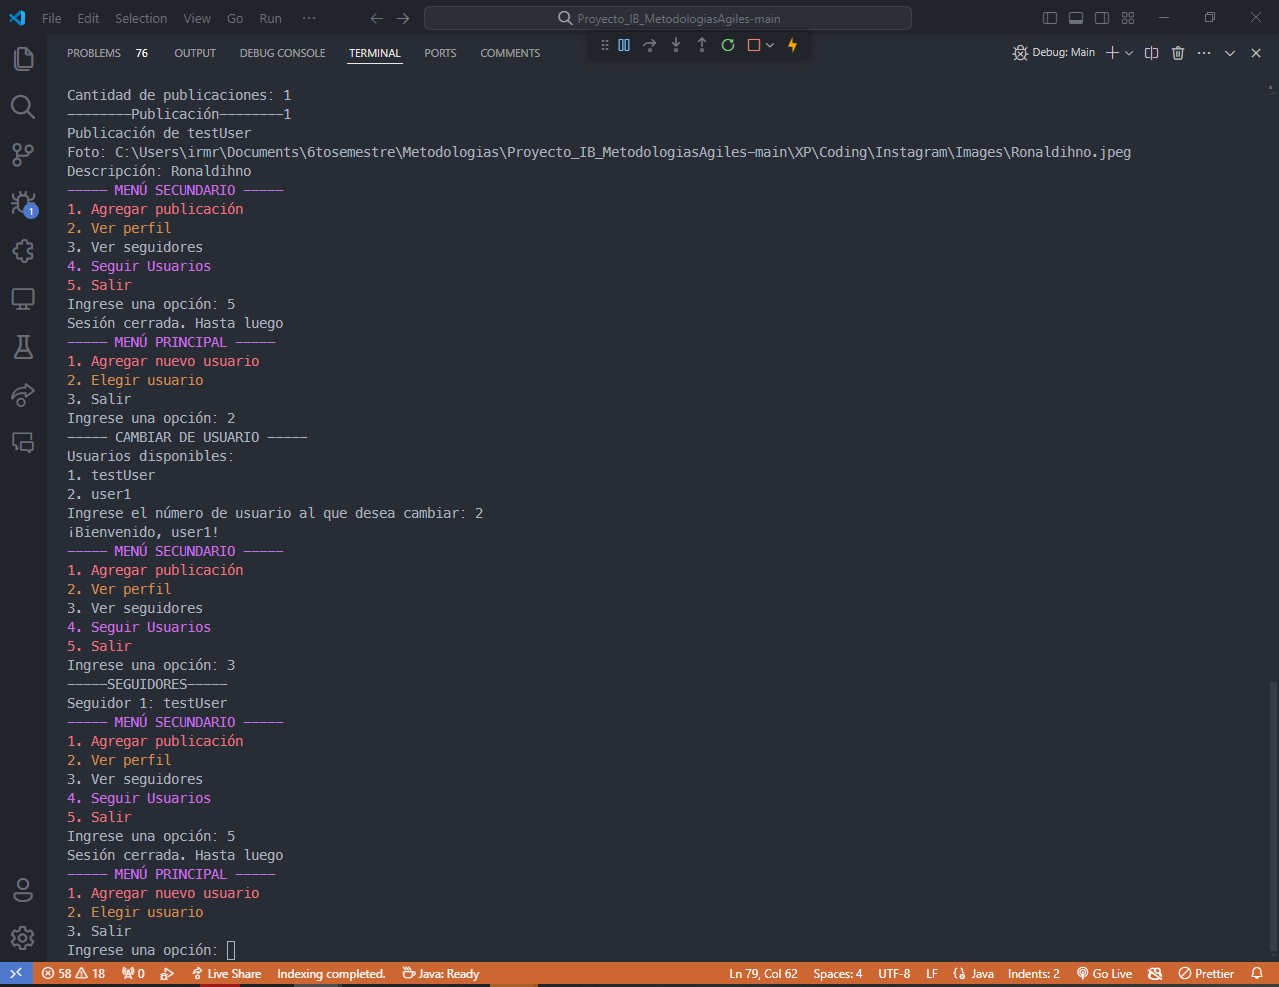 File Edit Selection View Go Run ··· Proyecto_IB_MetodologiasAgiles-main
PROBLEMS 76 OUTPUT DEBUG CONSOLE TERMINAL PORTS COMMENTS Debug: Main
Cantidad de publicaciones: 1
--------Publicación--------1
Publicación de testUser
Foto: C:\Users\irmr\Documents\6tosemestre\Metodologias\Proyecto_IB_MetodologiasAgiles-main\XP\Coding\Instagram\Images\Ronaldihno.jpeg
Descripción: Ronaldihno
----- MENÚ SECUNDARIO -----
1. Agregar publicación
2. Ver perfil
3. Ver seguidores
4. Seguir Usuarios
5. Salir
Ingrese una opción: 5
Sesión cerrada. Hasta luego
----- MENÚ PRINCIPAL -----
1. Agregar nuevo usuario
2. Elegir usuario
3. Salir
Ingrese una opción: 2
----- CAMBIAR DE USUARIO -----
Usuarios disponibles:
1. testUser
2. user1
Ingrese el número de usuario al que desea cambiar: 2
¡Bienvenido, user1!
----- MENÚ SECUNDARIO -----
1. Agregar publicación
2. Ver perfil
3. Ver seguidores
4. Seguir Usuarios
5. Salir
Ingrese una opción: 3
-----SEGUIDORES-----
Seguidor 1: testUser
----- MENÚ SECUNDARIO -----
1. Agregar publicación
2. Ver perfil
3. Ver seguidores
4. Seguir Usuarios
5. Salir
Ingrese una opción: 5
Sesión cerrada. Hasta luego
----- MENÚ PRINCIPAL -----
1. Agregar nuevo usuario
2. Elegir usuario
3. Salir
Ingrese una opción:
58 18 0 Live Share Indexing completed. Java: Ready Ln 79, Col 62 Spaces: 4 UTF-8 LF Java Indents: 2 Go Live Prettier
1